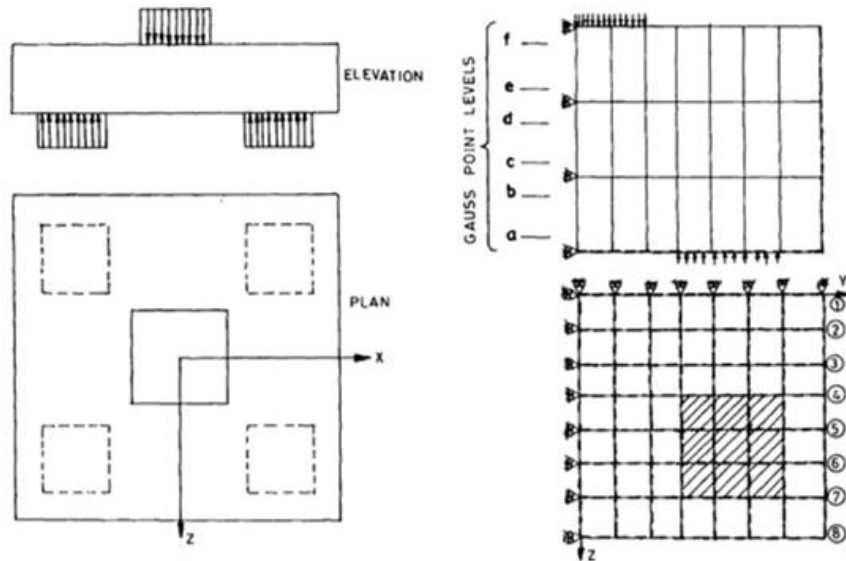 ELEVATION
PLAN
X
Z
GAUSS POINT LEVELS
f
e
d
c
b
a
Y
①
②
③
④
⑤
⑥
⑦
⑧
Z